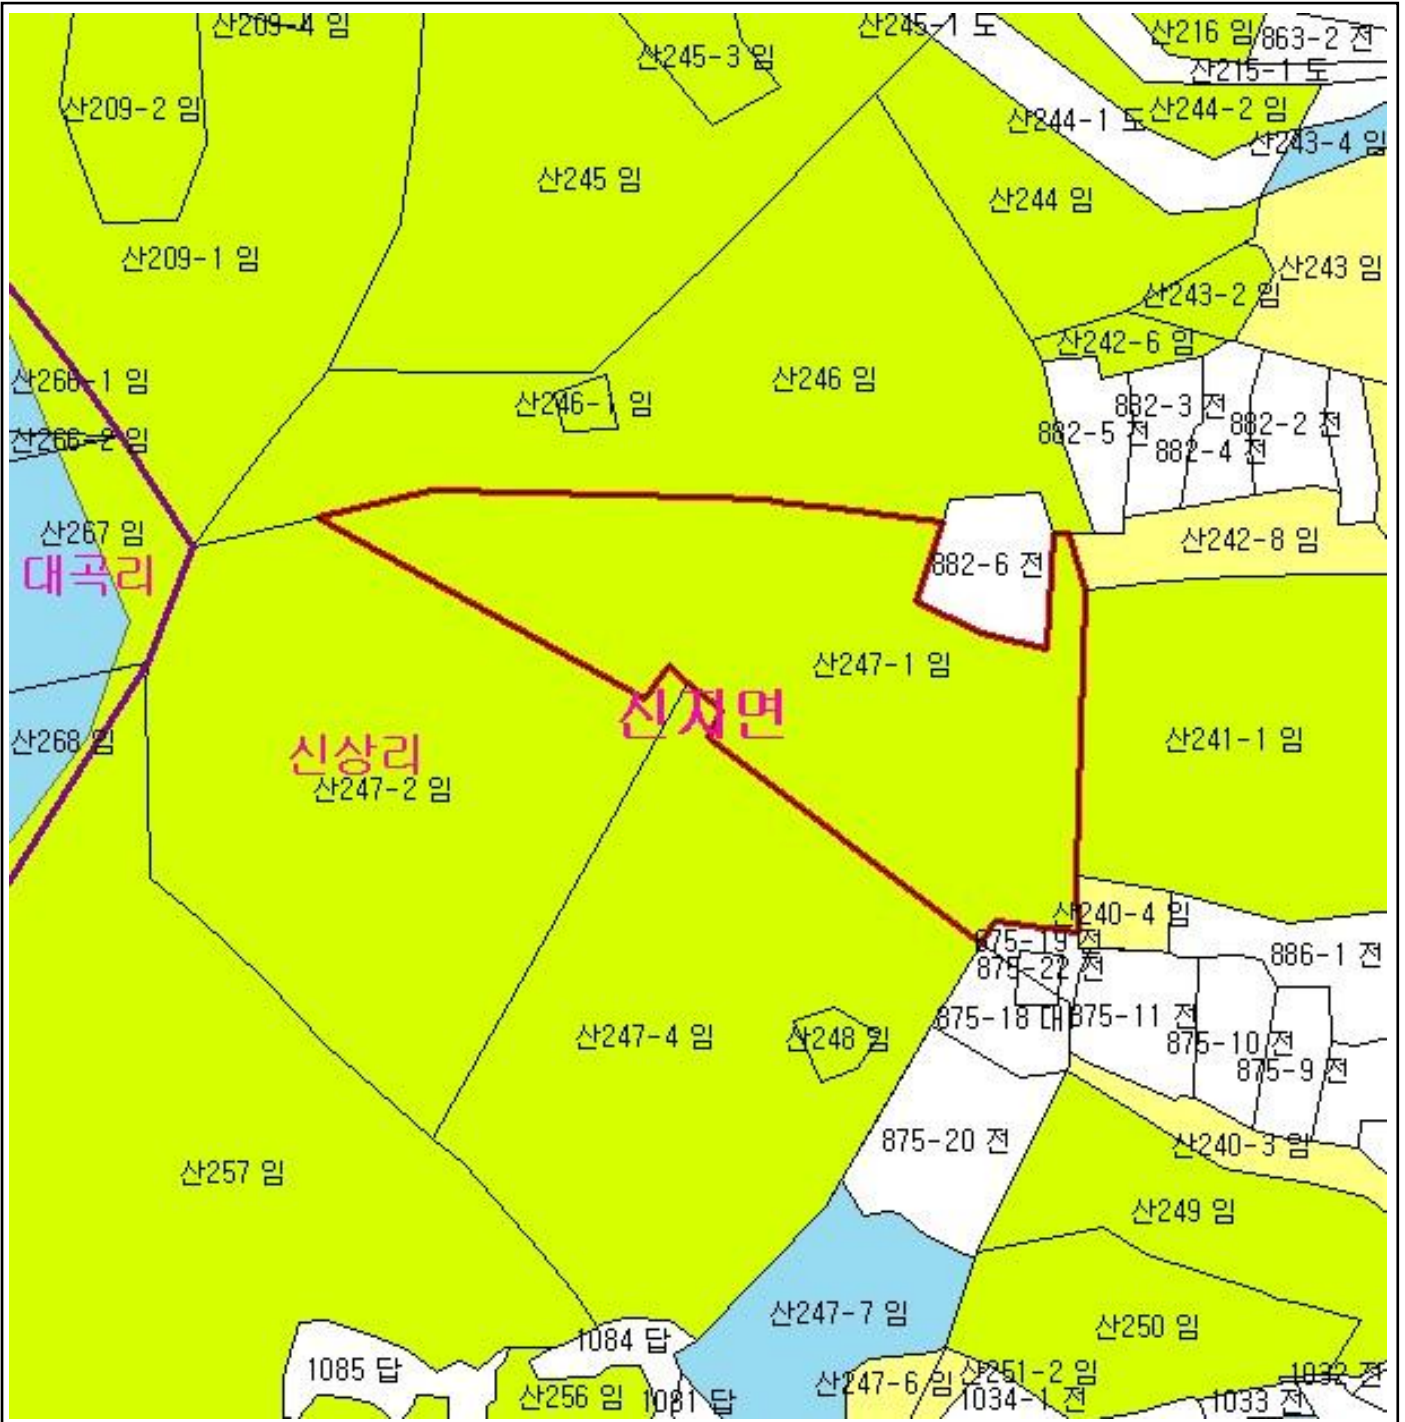 산209-4 임
산245-3 임
산245-1 도
산216 임
863-2 전
산215-1 도
산209-2 임
산244-1 도
산244-2 임
산243-4 임
산245 임
산244 임
산209-1 임
산243 임
산243-2 임
산242-6 임
산266-1 임
산246-1 임
산246 임
882-3 전
882-2 전
882-5 전
882-4 전
산266-2 임
산267 임
산242-8 임
대곡리
882-6 전
산247-1 임
신지면
산268 임
신상리
산241-1 임
산247-2 임
산240-4 임
875-19 전
886-1 전
875-22 전
875-18 대
875-11 전
산247-4 임
산248 임
875-10 전
875-9 전
875-20 전
산240-3 임
산257 임
산249 임
산247-7 임
산250 임
1084 답
1085 답
산251-2 임
1032 전
산247-6 임
산256 임
1081 답
1034-1 전
1033 전